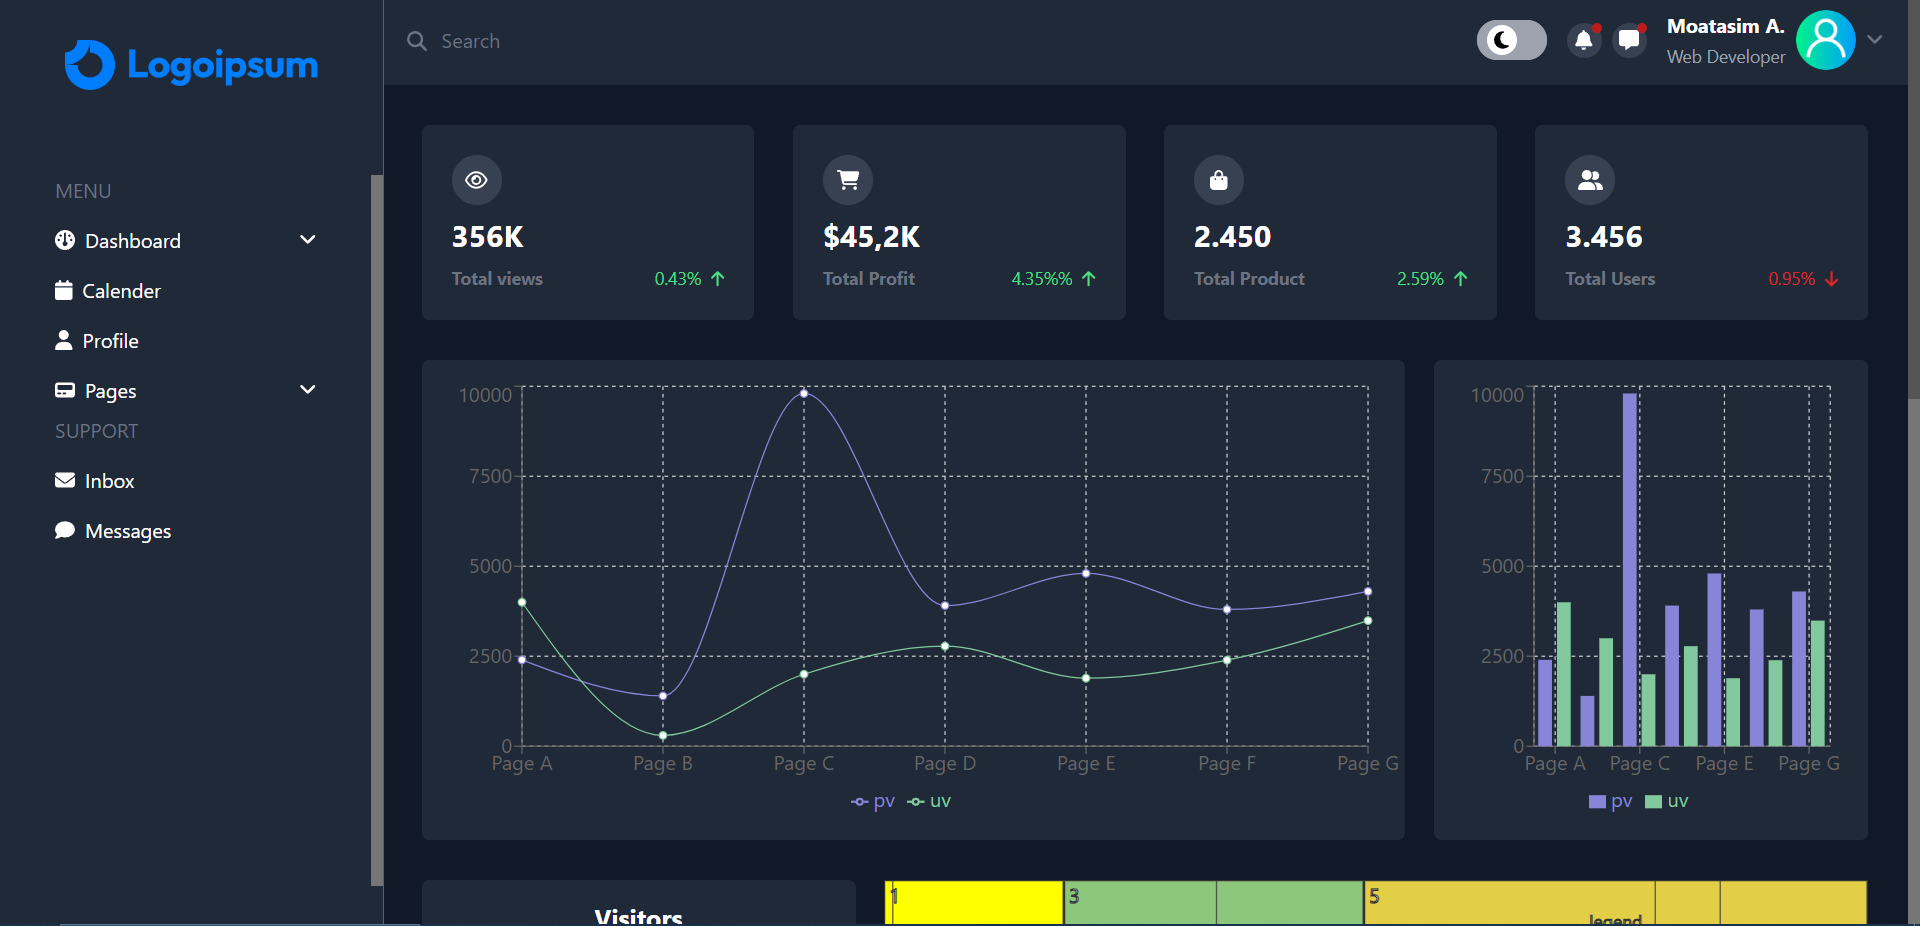 Logoipsum
Search
Moatasim A.
Web Developer
MENU
Dashboard
Calender
Profile
Pages
SUPPORT
Inbox
Messages
356K
Total views
0.43%
$45,2K
Total Profit
4.35%%
2.450
Total Product
2.59%
3.456
Total Users
0.95%
10000
7500
5000
2500
0
Page A Page B Page C Page D Page E Page F Page G
pv uv
10000
7500
5000
2500
0
Page A Page C Page E Page G
pv uv
Visitors
1 3 5
legend